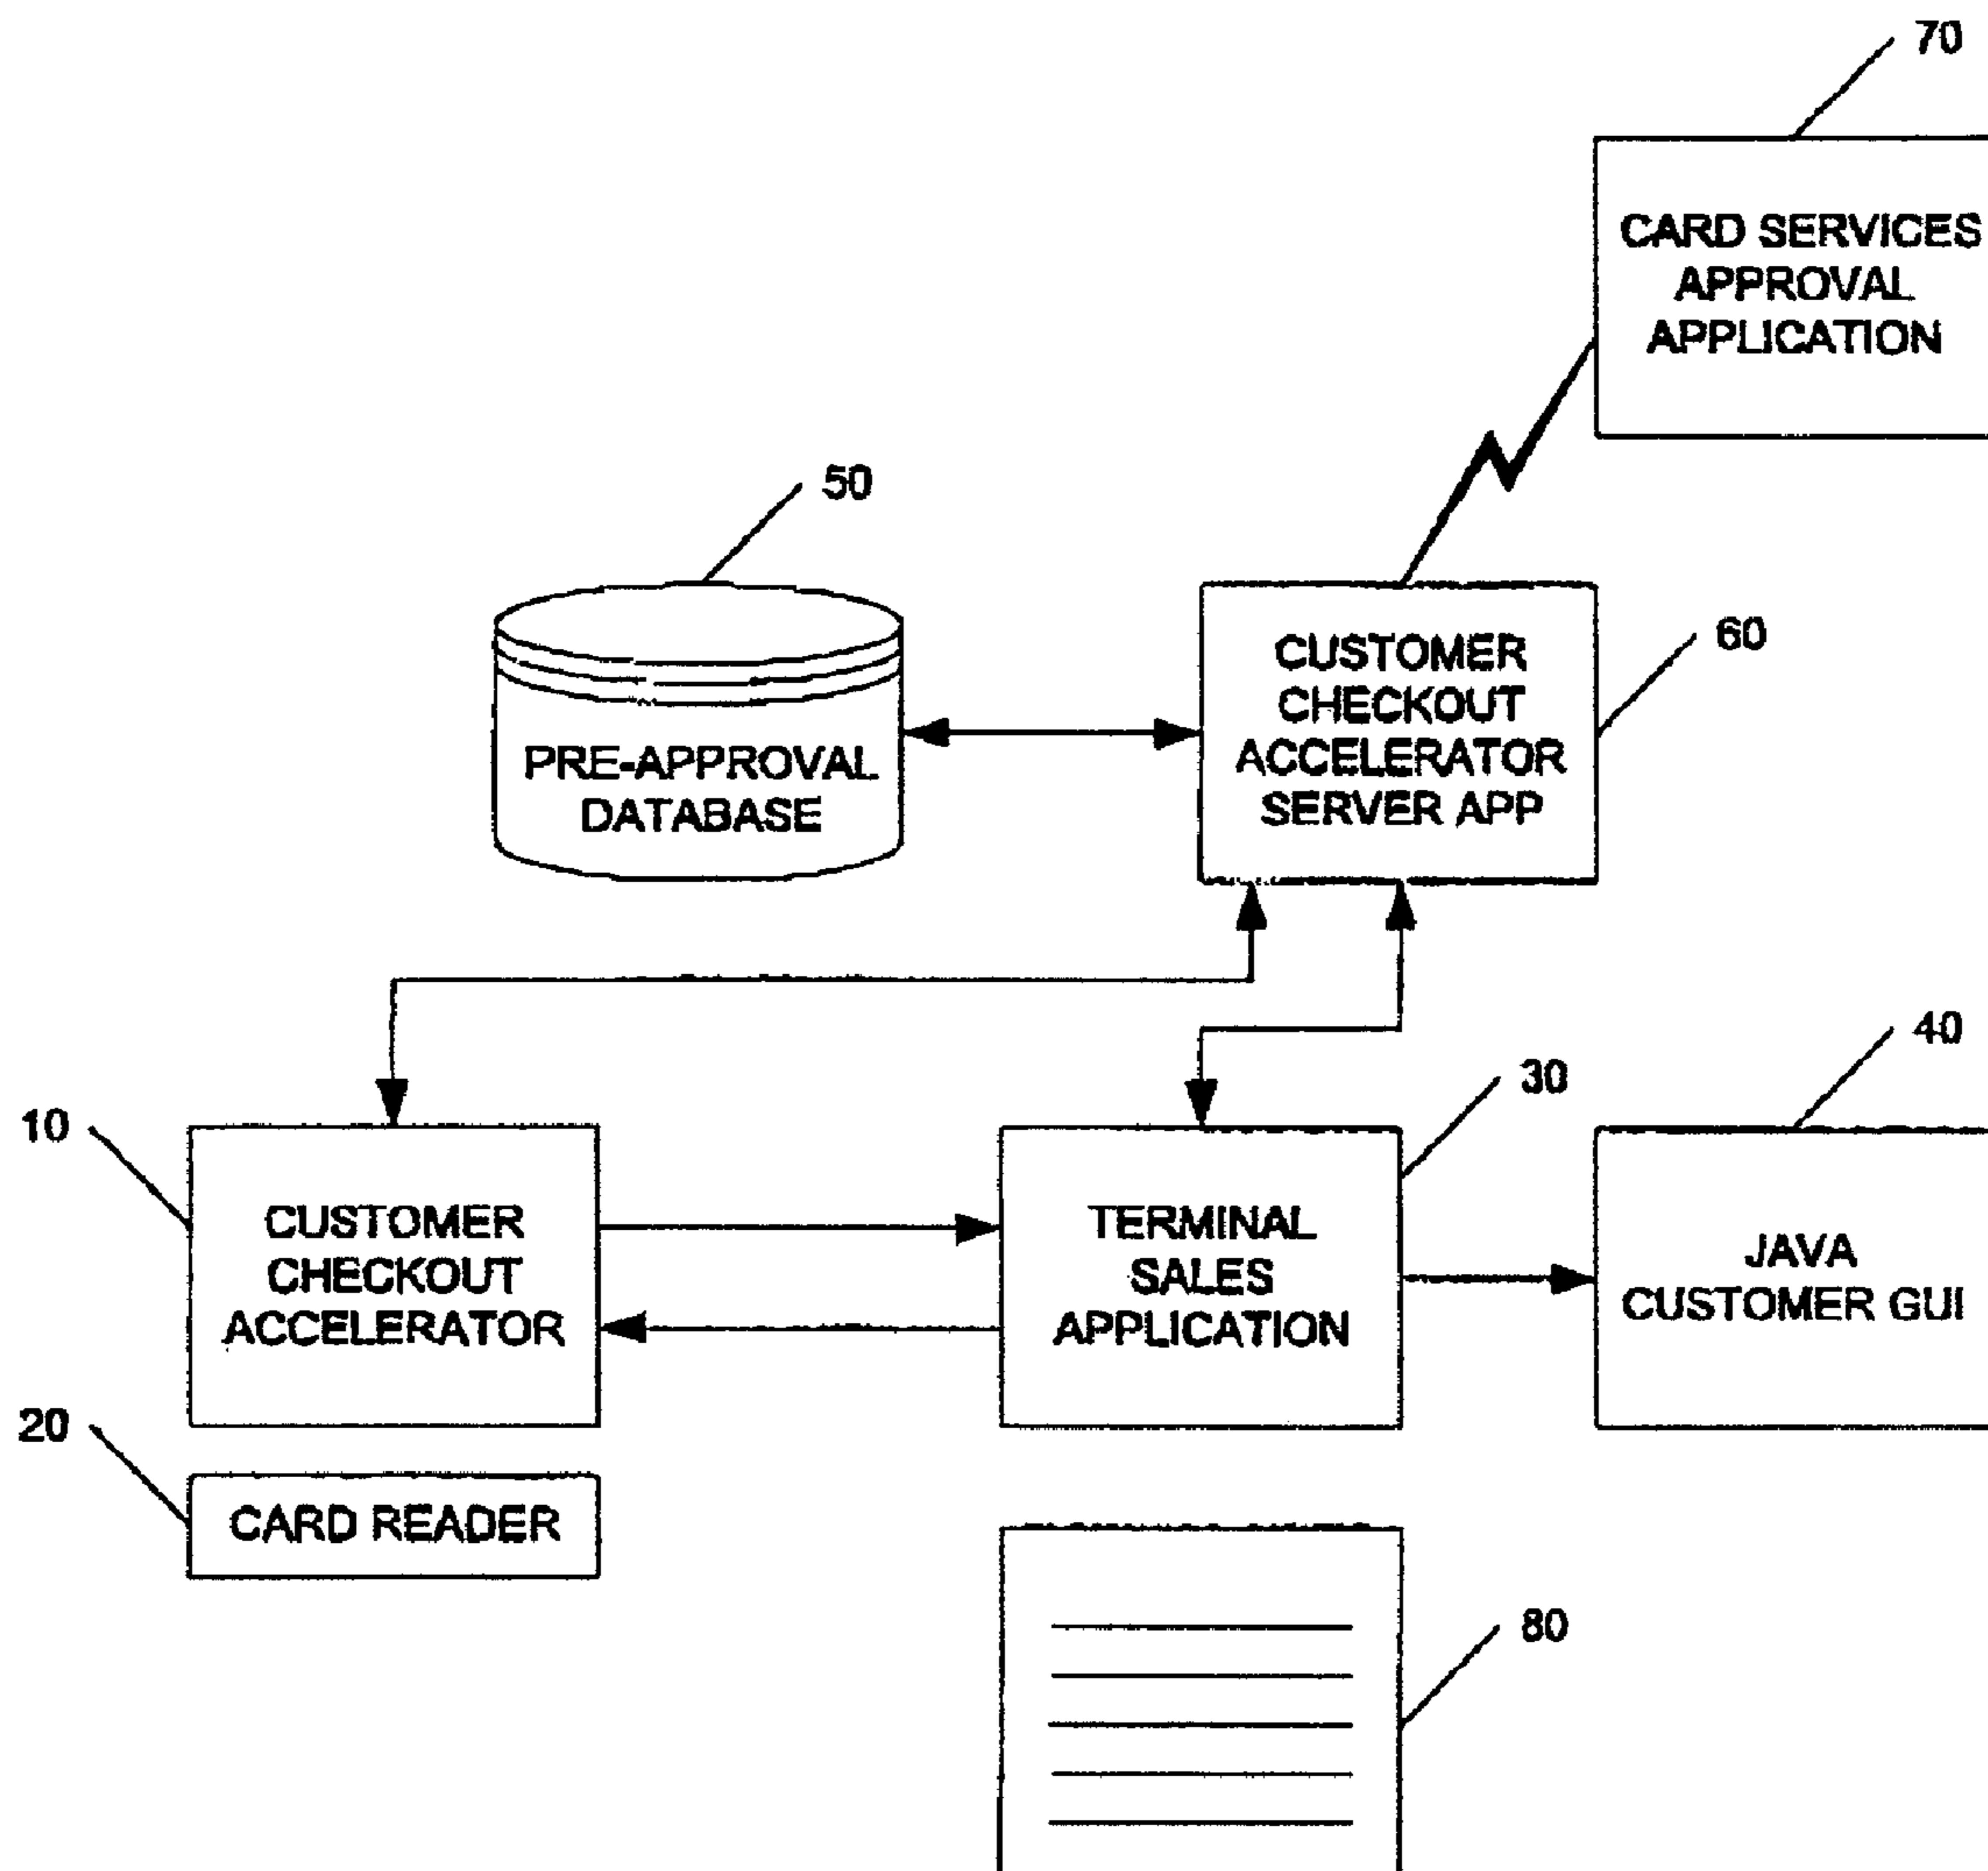 70
CARD SERVICES
APPROVAL
APPLICATION
50
PRE-APPROVAL
DATABASE
60
CUSTOMER
CHECKOUT
ACCELERATOR
SERVER APP
10
CUSTOMER
CHECKOUT
ACCELERATOR
30
TERMINAL
SALES
APPLICATION
40
JAVA
CUSTOMER GUI
20
CARD READER
80